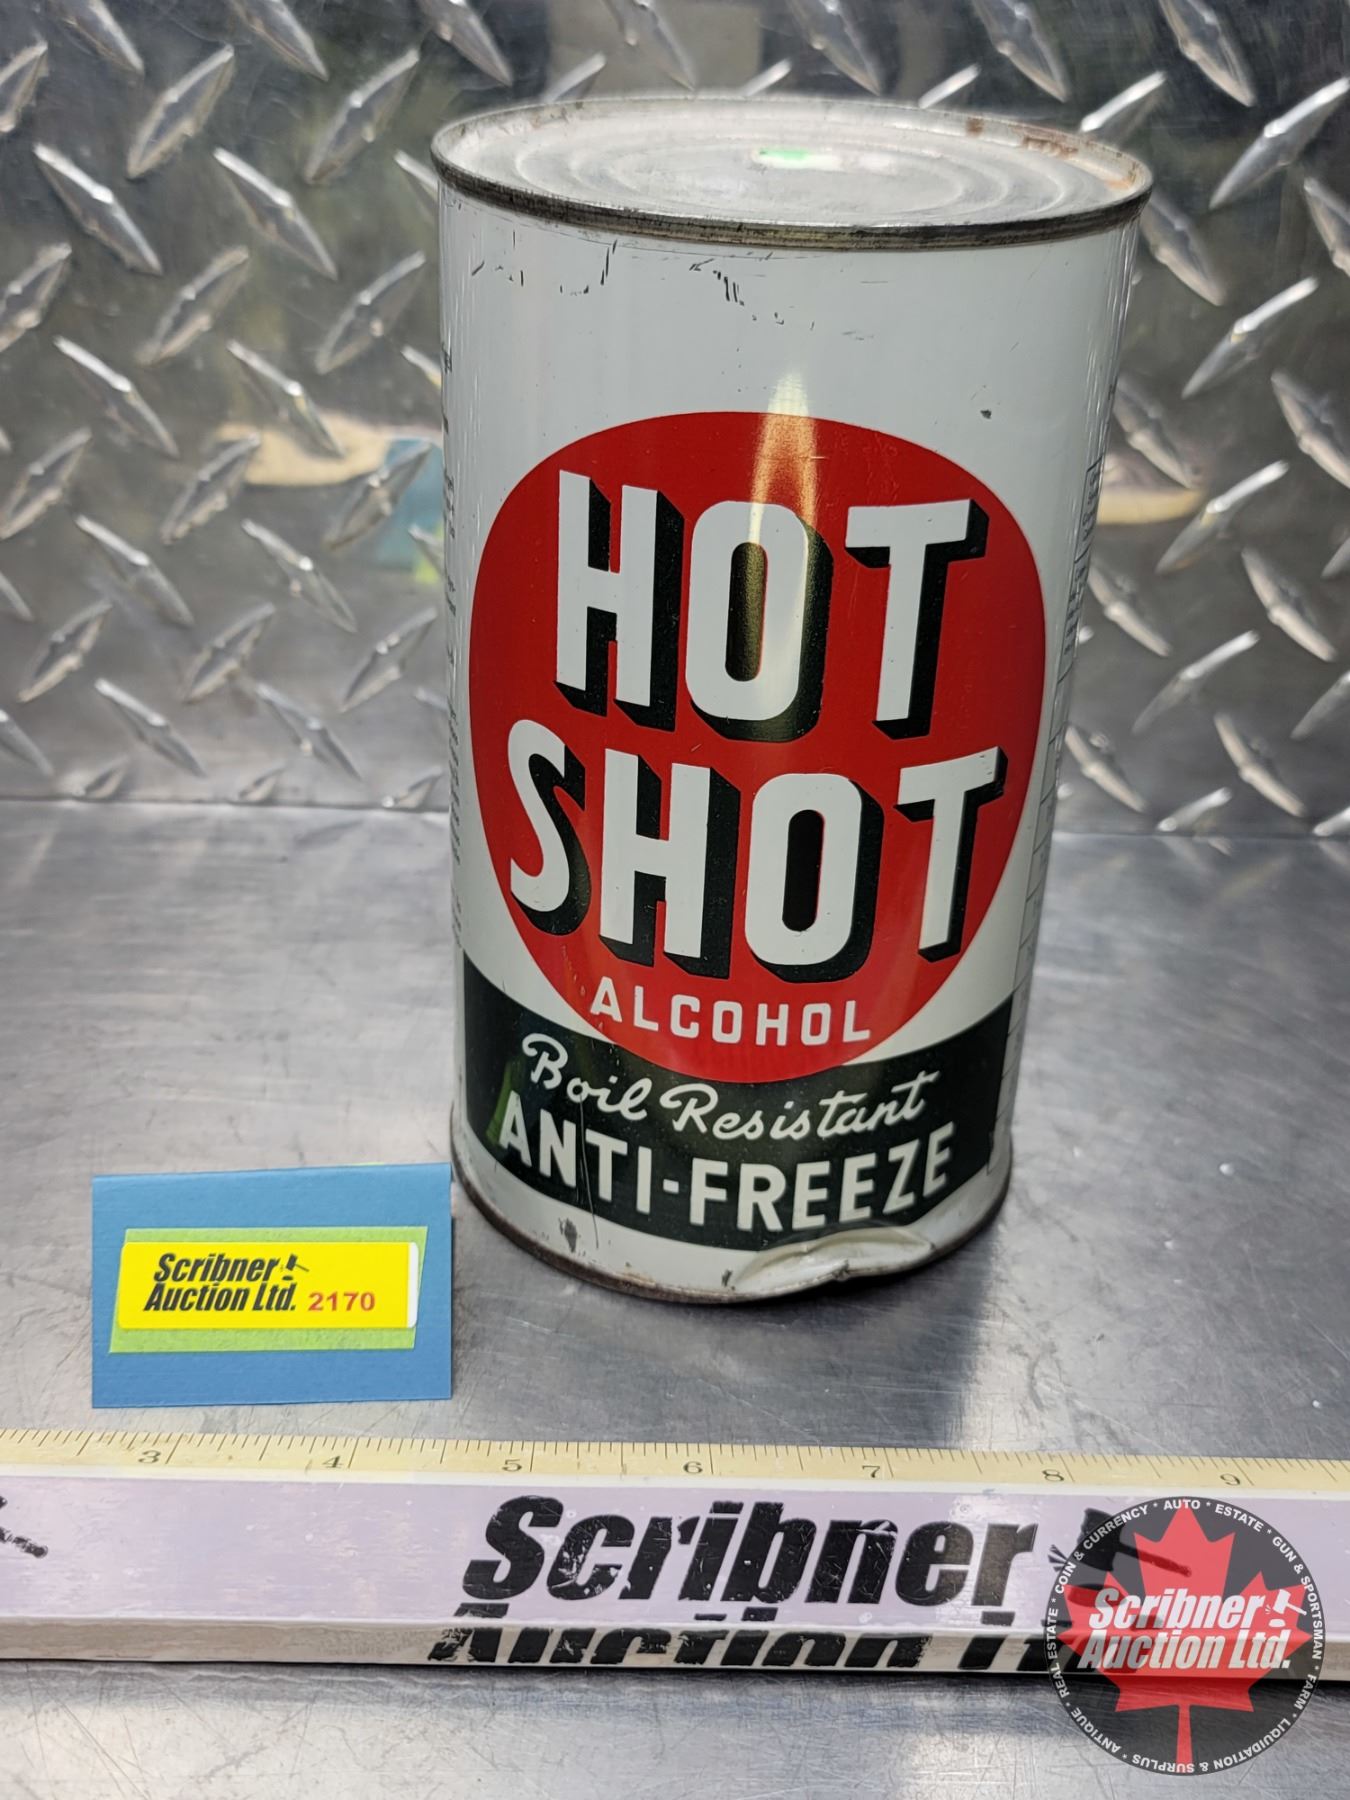 HOT
SHOT
ALCOHOL
Boil Resistant
ANTI-FREEZE
Scribner
Auction Ltd. 2170
3 4 5 6 7 8 9
Scribner
Auction
COIN & CURRENCY * AUTO * ESTATE * GUN & SPORTSMAN * FARM * LIQUIDATION & SURPLUS * ANTIQUE * REAL ESTATE *
Scribner
Auction Ltd.